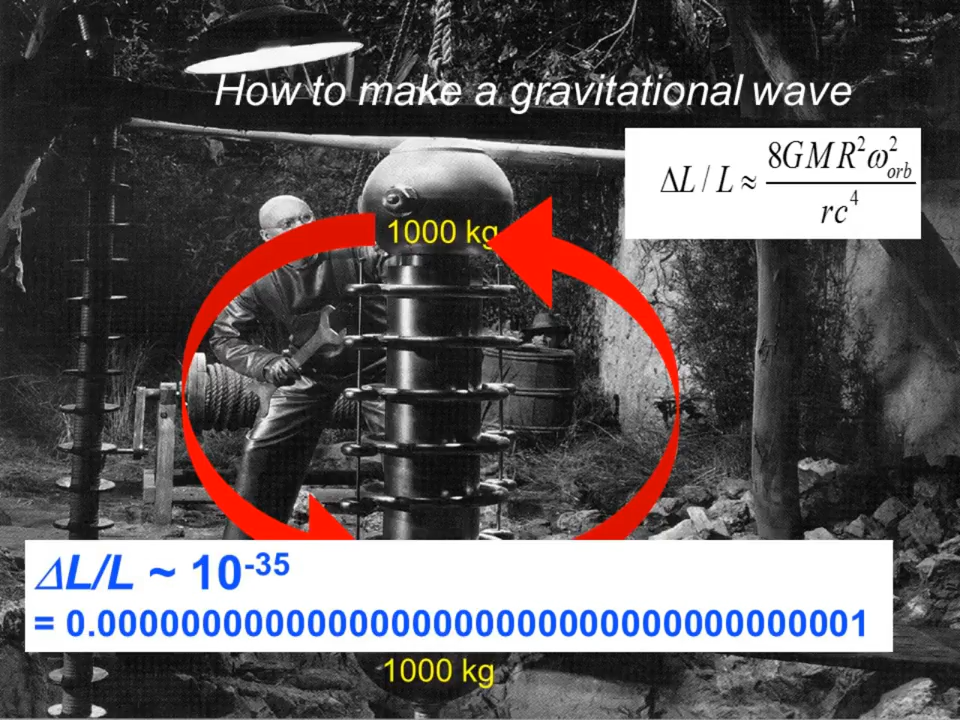 How to make a gravitational wave
ΔL / L ≈ 8GMR²ω²orb / rc⁴
1000 kg
ΔL/L ~ 10⁻³⁵
= 0.00000000000000000000000000000000001
1000 kg